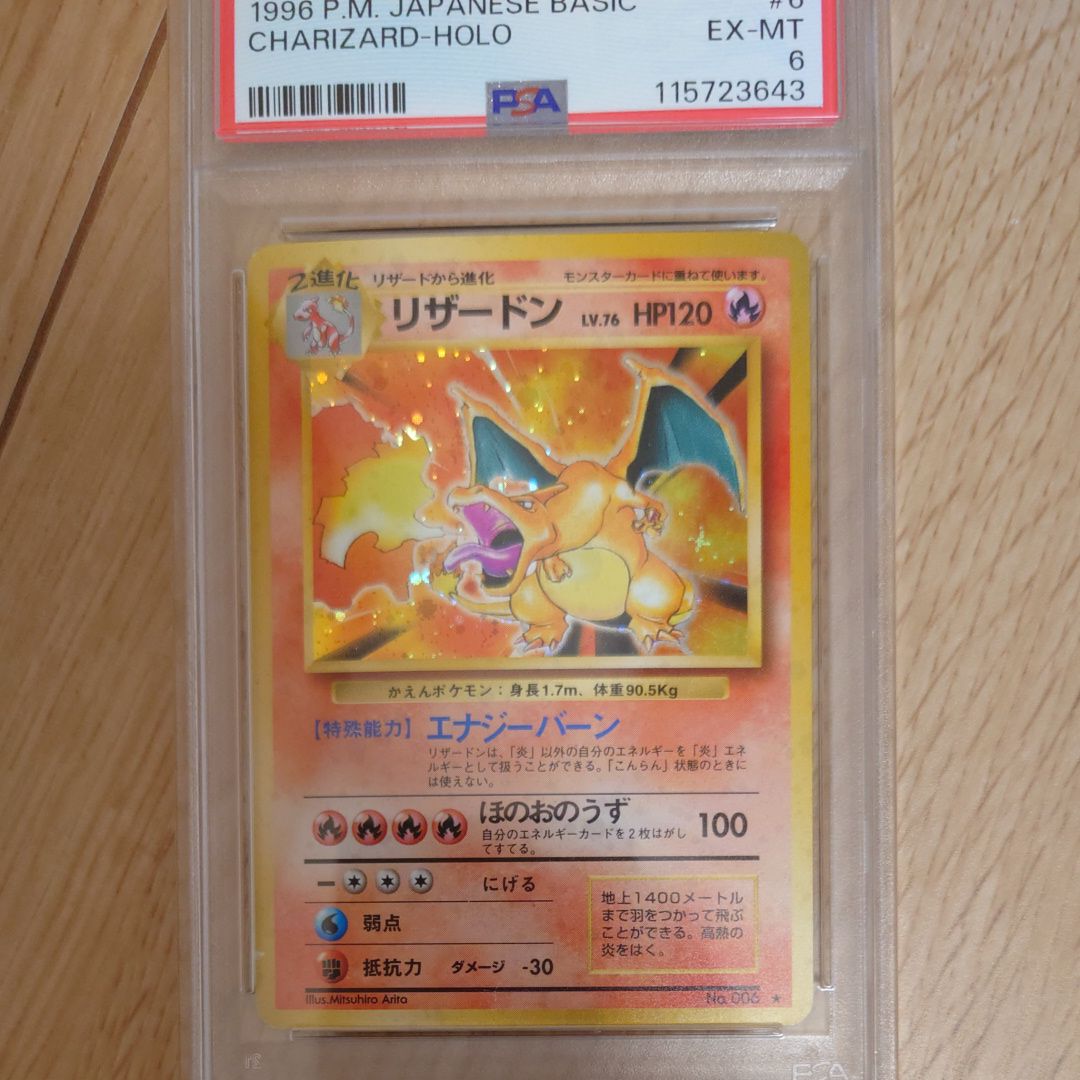 1996 P.M. JAPANESE BASIC #6
CHARIZARD-HOLO EX-MT
6
PSA 115723643
2進化 リザードから進化 モンスターカードに重ねて使います。
リザードン LV.76 HP120
かえんポケモン：身長1.7m、体重90.5Kg
【特殊能力】 エナジーバーン
リザードンは、「炎」以外の自分のエネルギーを「炎」エネ
ルギーとして扱うことができる。「こんらん」状態のときに
は使えない。
ほのおのうず 100
自分のエネルギーカードを2枚はがし
てすてる。
にげる
弱点
抵抗力 ダメージ -30
地上1400メートル
まで羽をつかって飛ぶ
ことができる。高熱の
炎をはく。
Illus.Mitsuhiro Arita No.006 ★
PSA